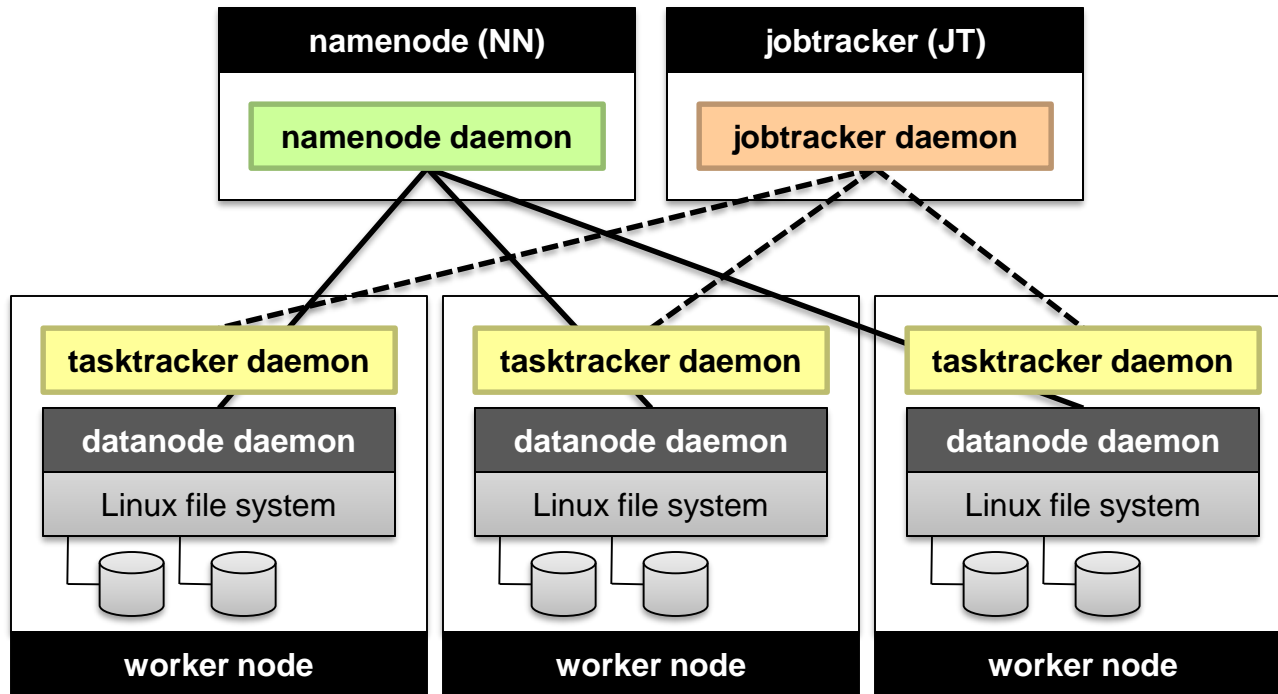 namenode (NN)
jobtracker (JT)
namenode daemon
jobtracker daemon
tasktracker daemon
tasktracker daemon
tasktracker daemon
datanode daemon
datanode daemon
datanode daemon
Linux file system
Linux file system
Linux file system
worker node
worker node
worker node